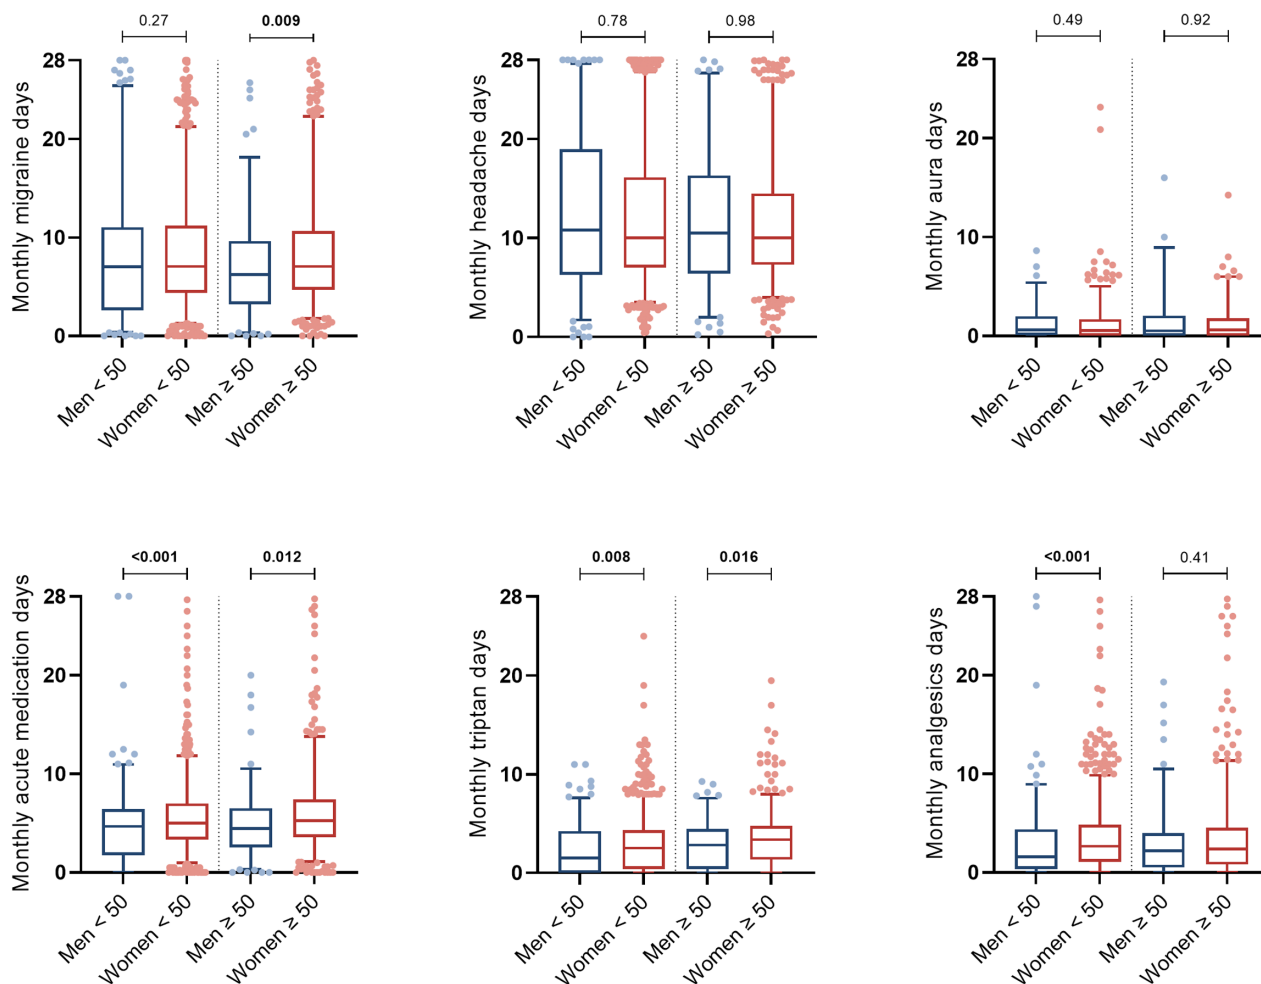 0.27 0.009
Monthly migraine days
28
20
10
0
Men < 50
Women < 50
Men ≥ 50
Women ≥ 50
0.78 0.98
Monthly headache days
28
20
10
0
Men < 50
Women < 50
Men ≥ 50
Women ≥ 50
0.49 0.92
Monthly aura days
28
20
10
0
Men < 50
Women < 50
Men ≥ 50
Women ≥ 50
<0.001 0.012
Monthly acute medication days
28
20
10
0
Men < 50
Women < 50
Men ≥ 50
Women ≥ 50
0.008 0.016
Monthly triptan days
28
20
10
0
Men < 50
Women < 50
Men ≥ 50
Women ≥ 50
<0.001 0.41
Monthly analgesics days
28
20
10
0
Men < 50
Women < 50
Men ≥ 50
Women ≥ 50